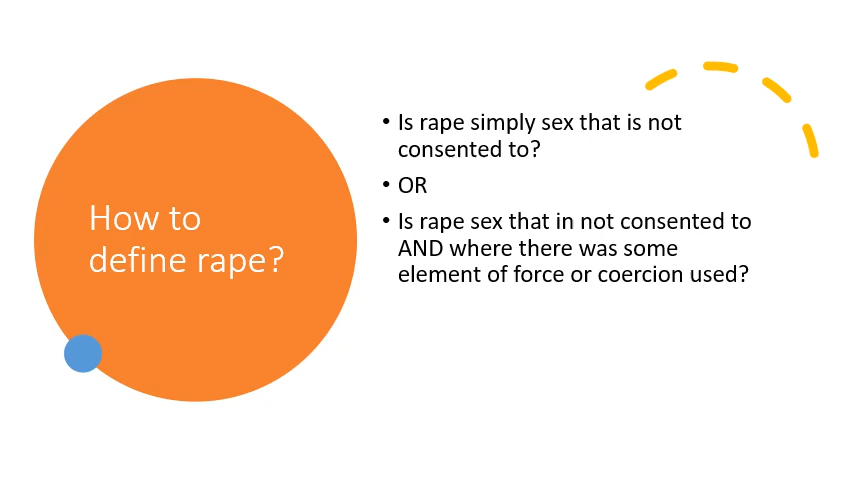 How to
define rape?
• Is rape simply sex that is not
consented to?
• OR
• Is rape sex that in not consented to
AND where there was some
element of force or coercion used?